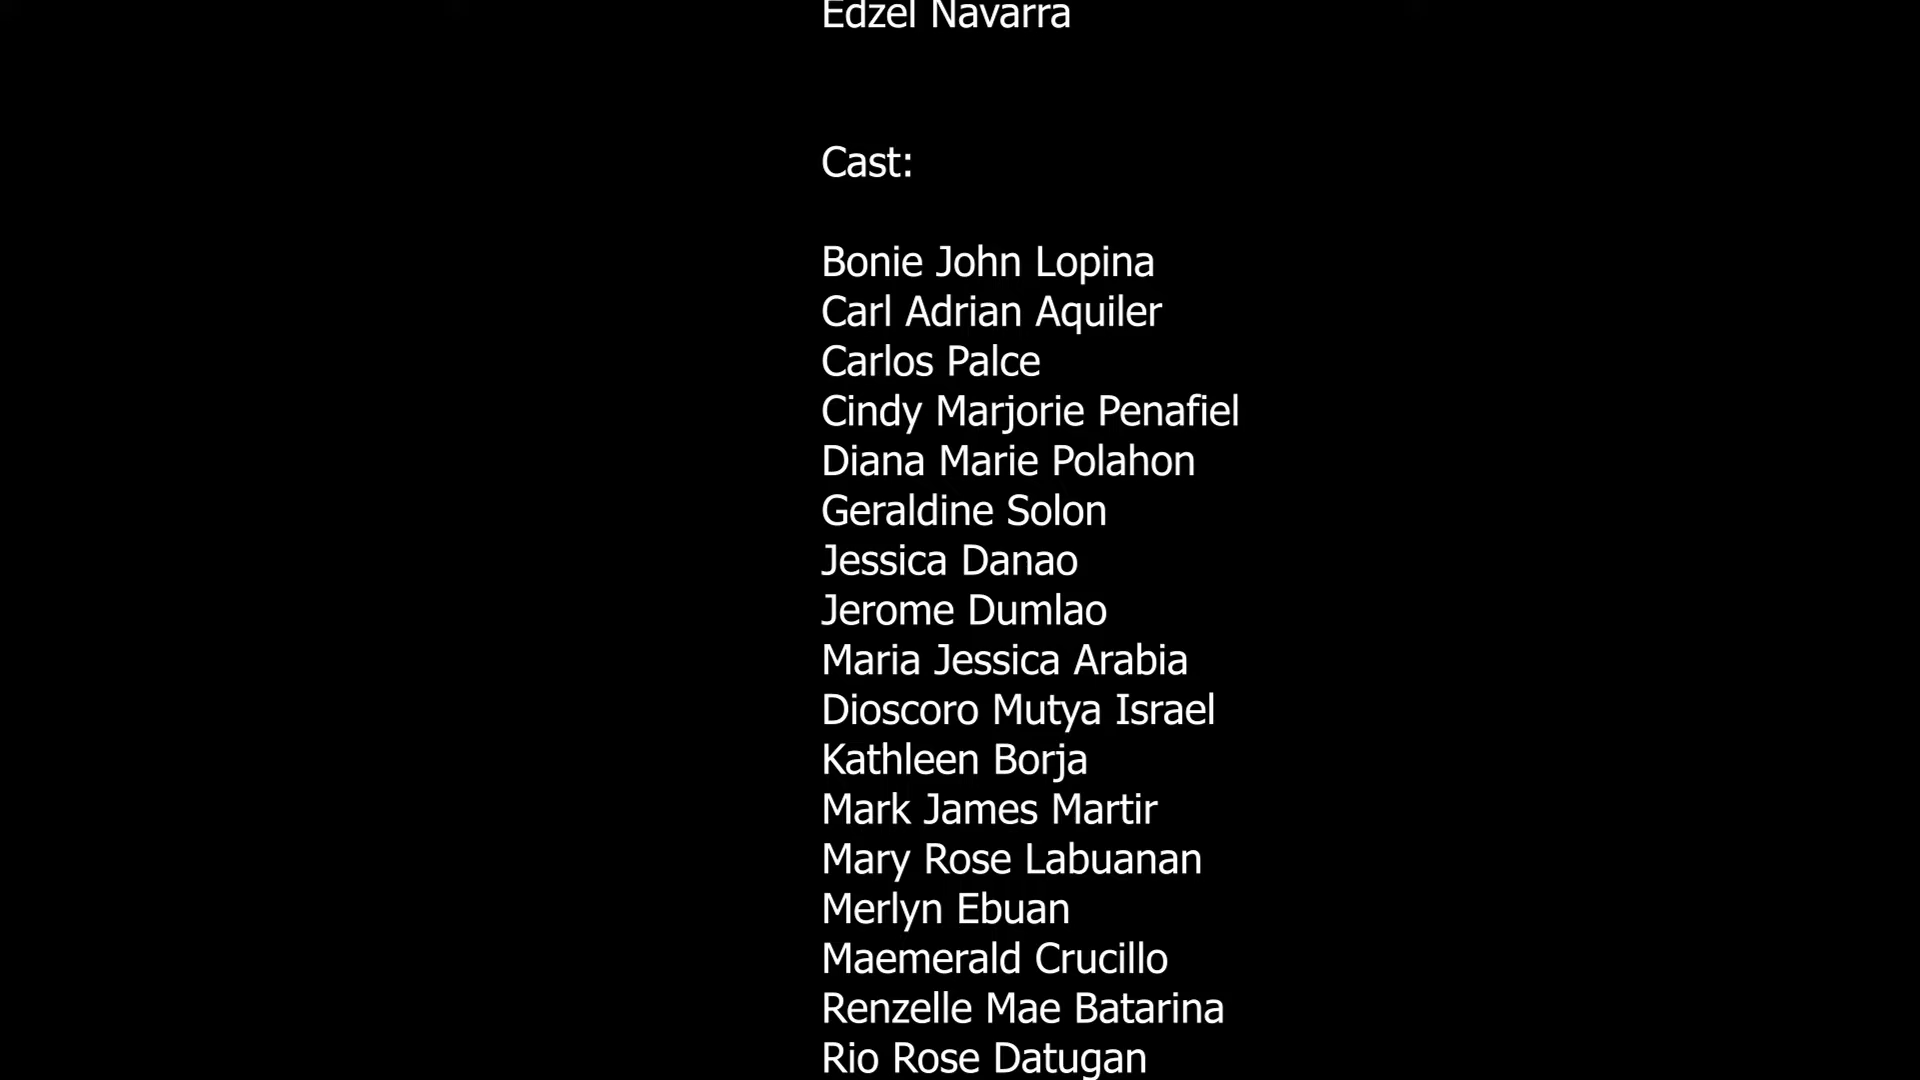 Edzel Navarra
Cast:
Bonie John Lopina
Carl Adrian Aquiler
Carlos Palce
Cindy Marjorie Penafiel
Diana Marie Polahon
Geraldine Solon
Jessica Danao
Jerome Dumlao
Maria Jessica Arabia
Dioscoro Mutya Israel
Kathleen Borja
Mark James Martir
Mary Rose Labuanan
Merlyn Ebuan
Maemerald Crucillo
Renzelle Mae Batarina
Rio Rose Datugan